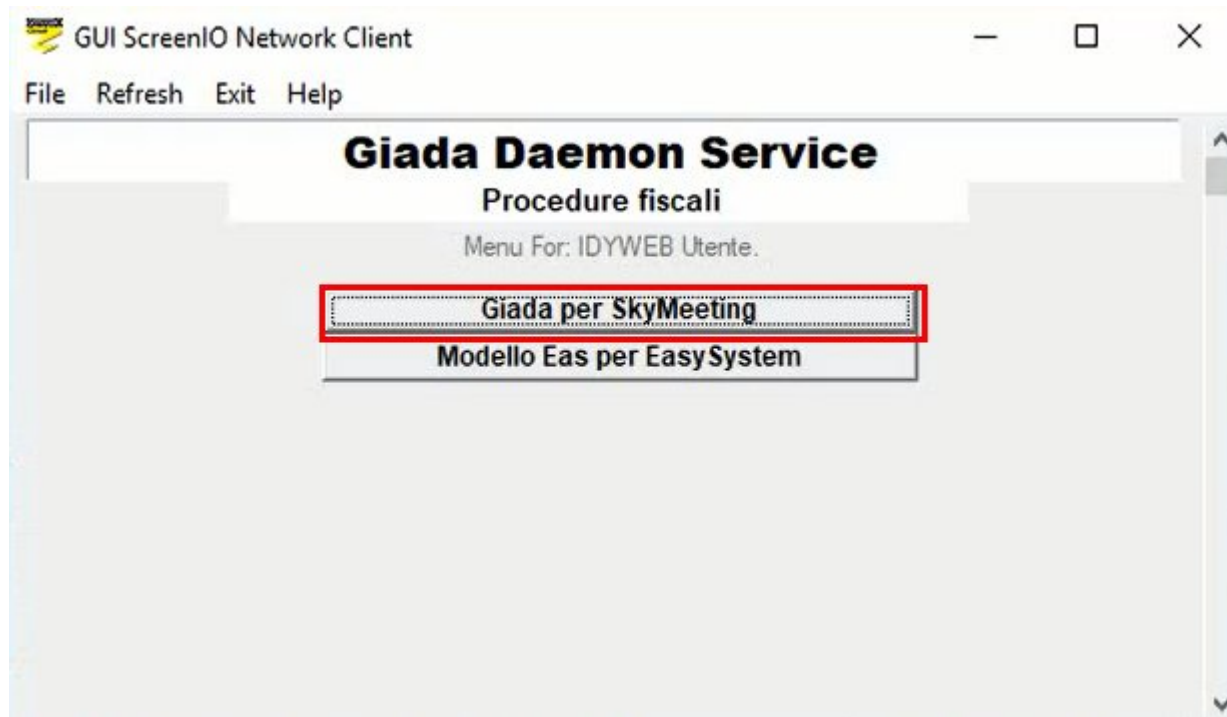 GUI ScreenIO Network Client
File Refresh Exit Help
Giada Daemon Service
Procedure fiscali
Menu For: IDYWEB Utente.
Giada per SkyMeeting
Modello Eas per EasySystem